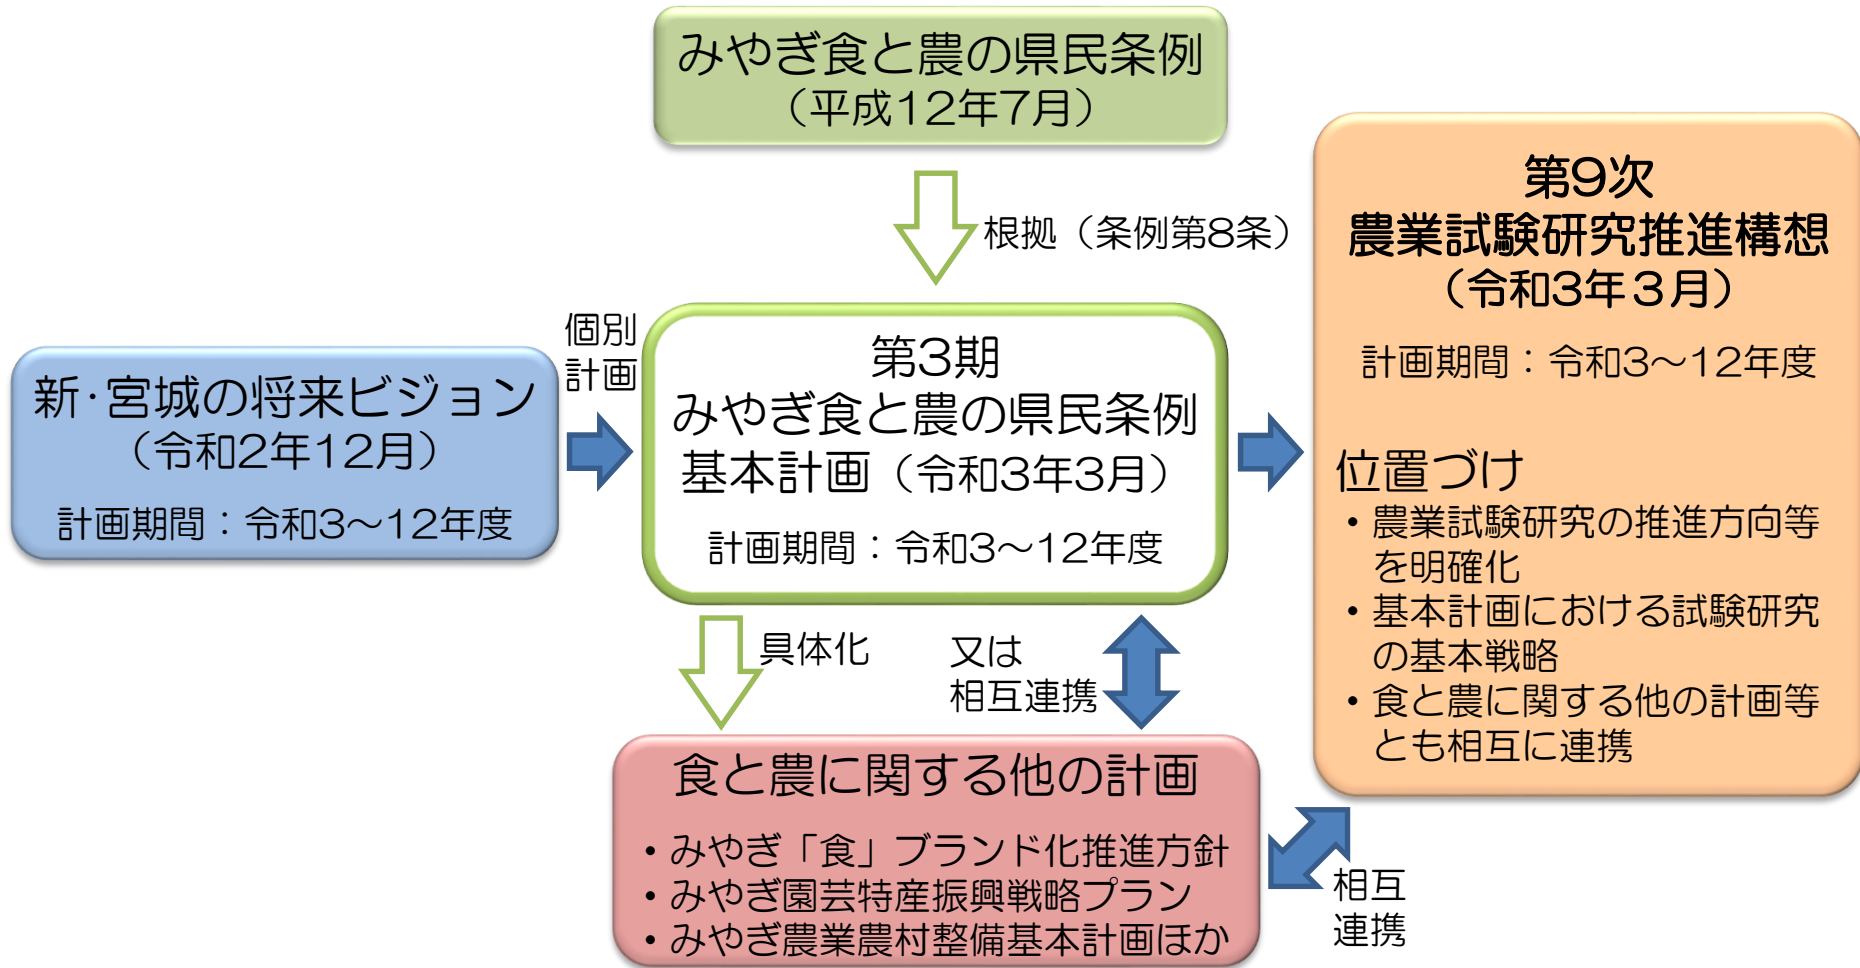 みやぎ食と農の県民条例
（平成12年7月）
根拠（条例第8条）
個別
計画
新・宮城の将来ビジョン
（令和2年12月）
計画期間：令和3～12年度
第3期
みやぎ食と農の県民条例
基本計画（令和3年3月）
計画期間：令和3～12年度
第9次
農業試験研究推進構想
（令和3年３月）
計画期間：令和3～12年度
位置づけ
・農業試験研究の推進方向等
を明確化
・基本計画における試験研究
の基本戦略
・食と農に関する他の計画等
とも相互に連携
具体化
又は
相互連携
食と農に関する他の計画
・みやぎ「食」ブランド化推進方針
・みやぎ園芸特産振興戦略プラン
・みやぎ農業農村整備基本計画ほか
相互
連携